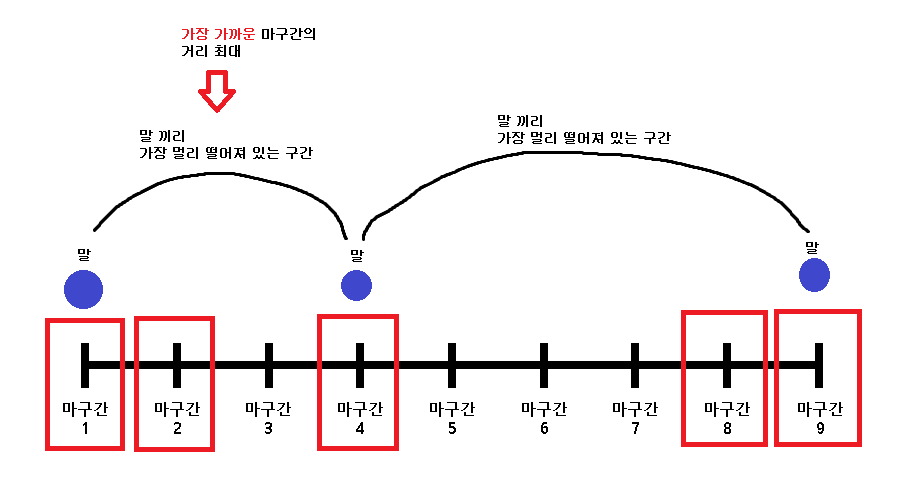 가장 가까운 마구간의
거리 최대
말 끼리
가장 멀리 떨어져 있는 구간
말 끼리
가장 멀리 떨어져 있는 구간
말
말
말
마구간
1
마구간
2
마구간
3
마구간
4
마구간
5
마구간
6
마구간
7
마구간
8
마구간
9